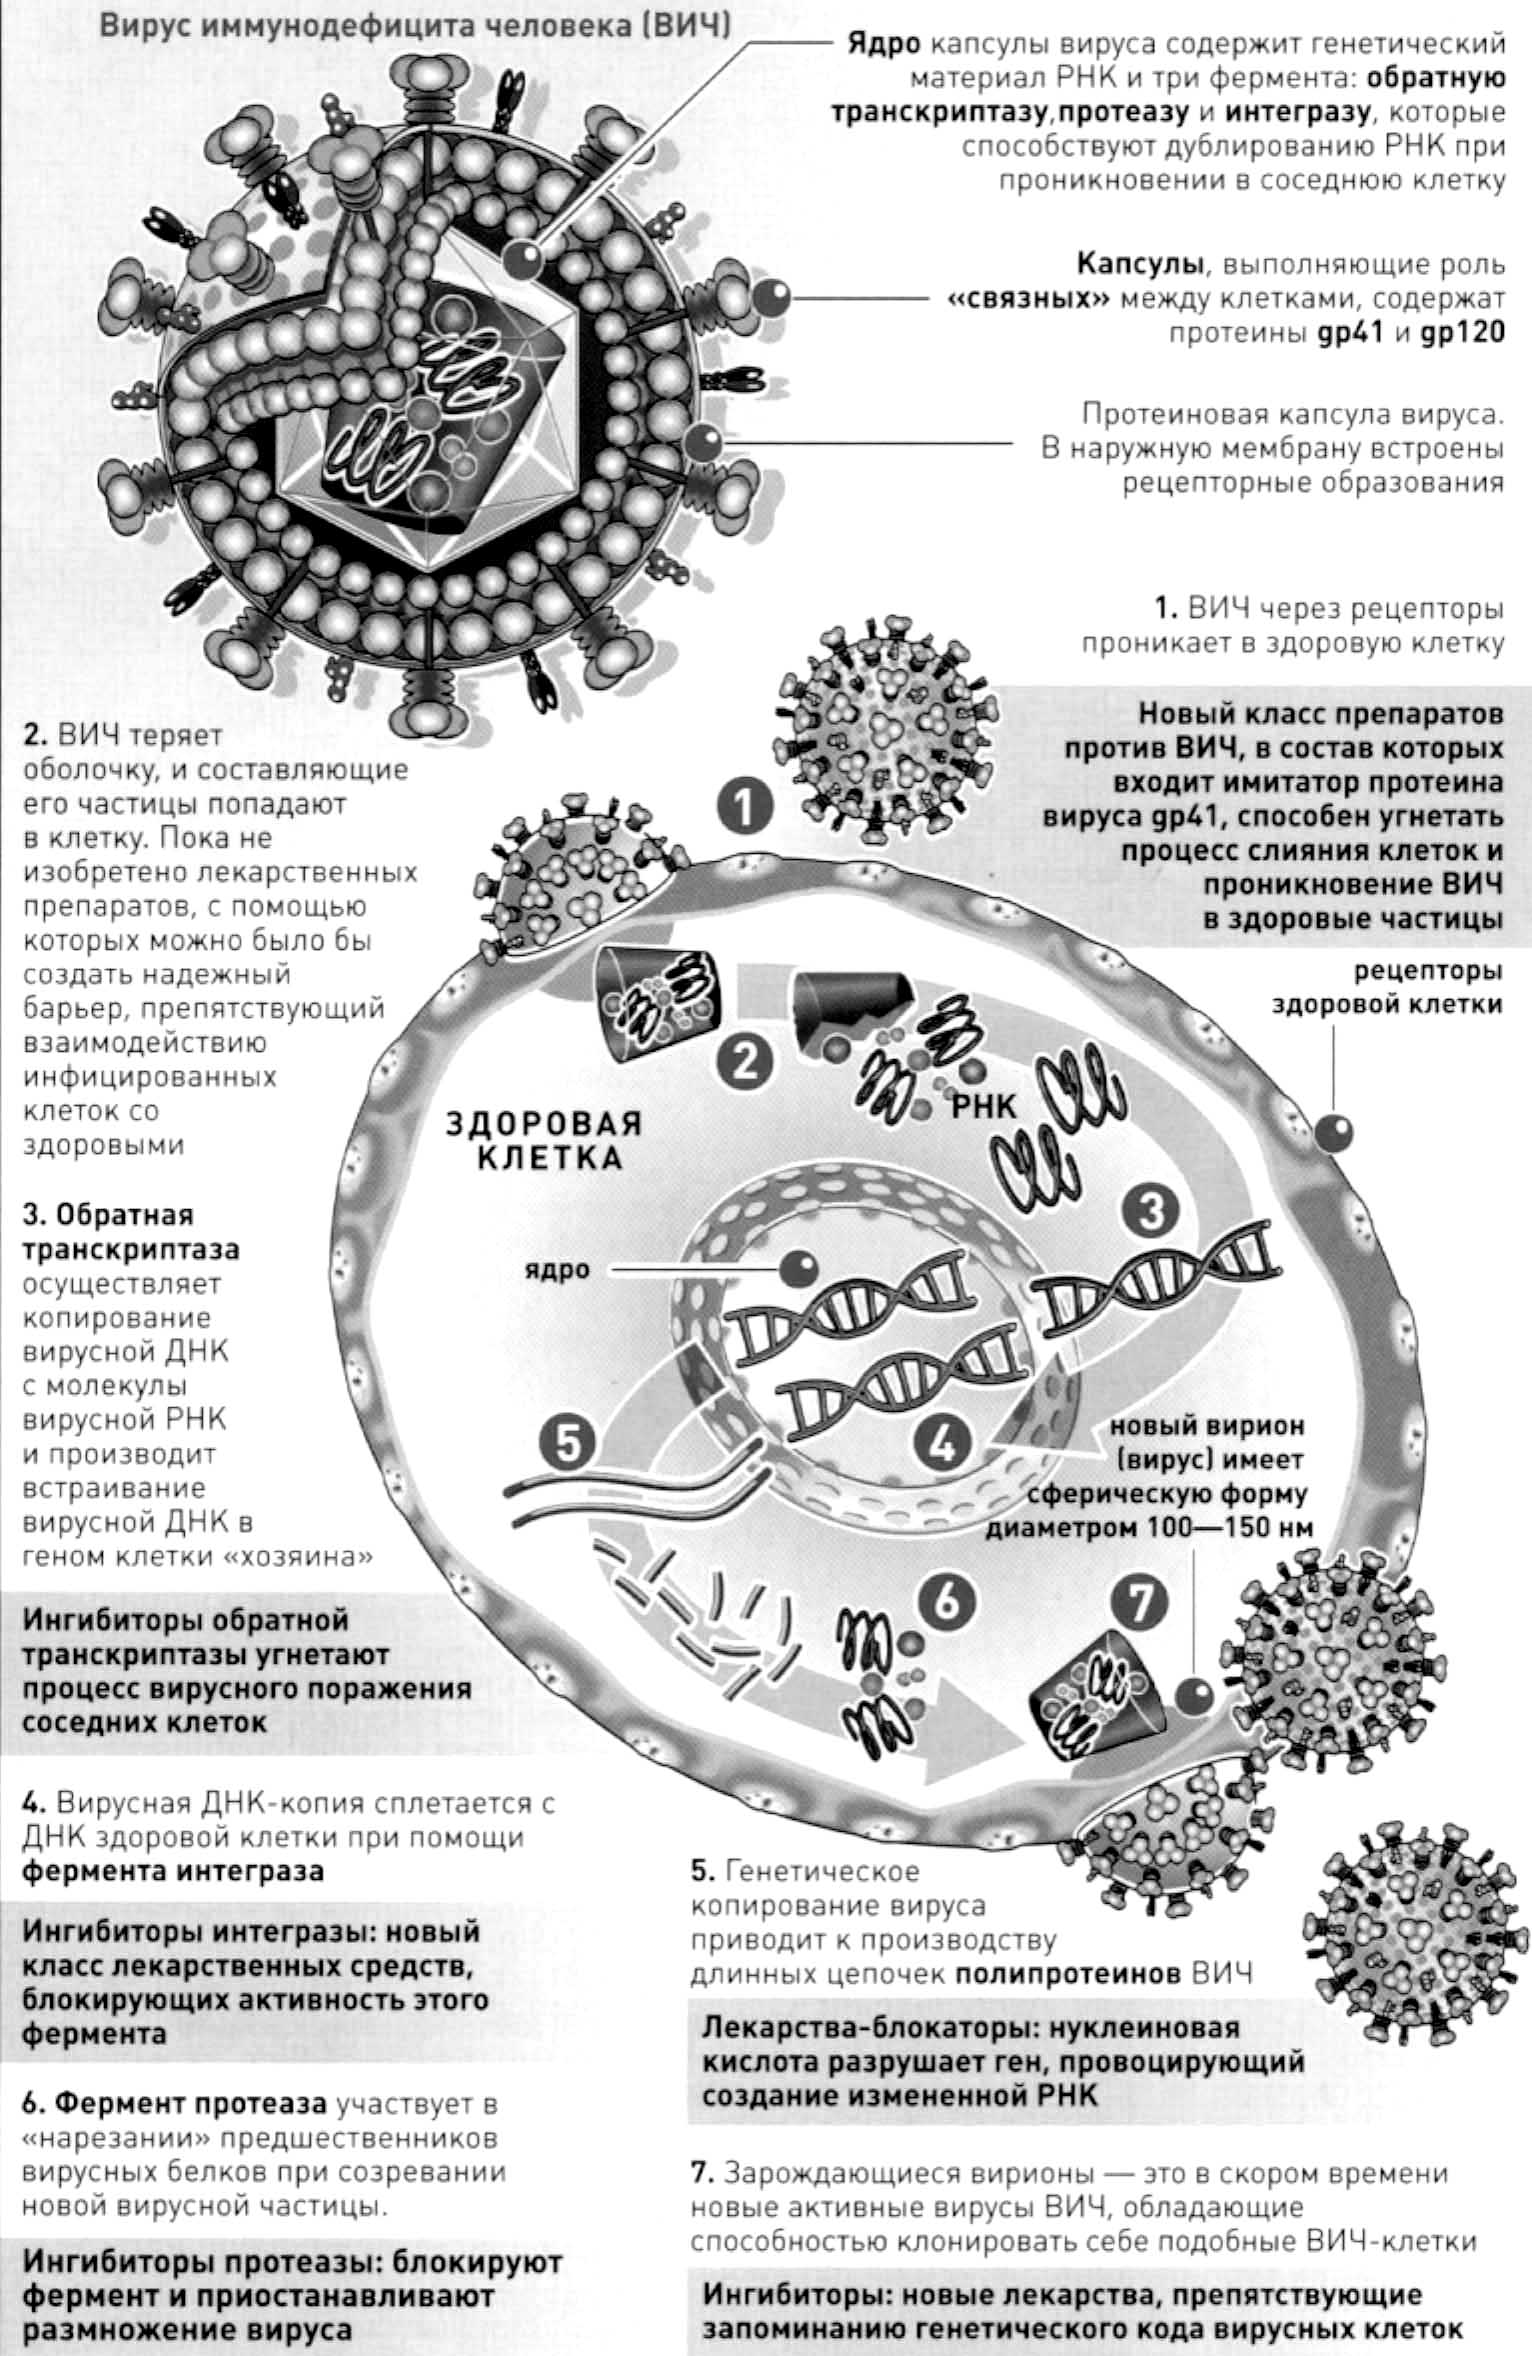 Вирус иммунодефицита человека (ВИЧ)
Ядро капсулы вируса содержит генетический
материал РНК и три фермента: обратную
транскриптазу,протеазу и интегразу, которые
способствуют дублированию РНК при
проникновении в соседнюю клетку
Капсулы, выполняющие роль
«связных» между клетками, содержат
протеины gp41 и gp120
Протеиновая капсула вируса.
В наружную мембрану встроены
рецепторные образования
1. ВИЧ через рецепторы
проникает в здоровую клетку
Новый класс препаратов
против ВИЧ, в состав которых
входит имитатор протеина
вируса gp41, способен угнетать
процесс слияния клеток и
проникновение ВИЧ
в здоровые частицы
рецепторы
здоровой клетки
2. ВИЧ теряет
оболочку, и составляющие
его частицы попадают
в клетку. Пока не
изобретено лекарственных
препаратов, с помощью
которых можно было бы
создать надежный
барьер, препятствующий
взаимодействию
инфицированных
клеток со
здоровыми
1
2
РНК
ЗДОРОВАЯ
КЛЕТКА
3
ядро
4
5
новый вирион
(вирус) имеет
сферическую форму
диаметром 100—150 нм
6
7
3. Обратная
транскриптаза
осуществляет
копирование
вирусной ДНК
с молекулы
вирусной РНК
и производит
встраивание
вирусной ДНК в
геном клетки «хозяина»
Ингибиторы обратной
транскриптазы угнетают
процесс вирусного поражения
соседних клеток
4. Вирусная ДНК-копия сплетается с
ДНК здоровой клетки при помощи
фермента интеграза
Ингибиторы интегразы: новый
класс лекарственных средств,
блокирующих активность этого
фермента
5. Генетическое
копирование вируса
приводит к производству
длинных цепочек полипротеинов ВИЧ
Лекарства-блокаторы: нуклеиновая
кислота разрушает ген, провоцирующий
создание измененной РНК
6. Фермент протеаза участвует в
«нарезании» предшественников
вирусных белков при созревании
новой вирусной частицы.
Ингибиторы протеазы: блокируют
фермент и приостанавливают
размножение вируса
7. Зарождающиеся вирионы — это в скором времени
новые активные вирусы ВИЧ, обладающие
способностью клонировать себе подобные ВИЧ-клетки
Ингибиторы: новые лекарства, препятствующие
запоминанию генетического кода вирусных клеток